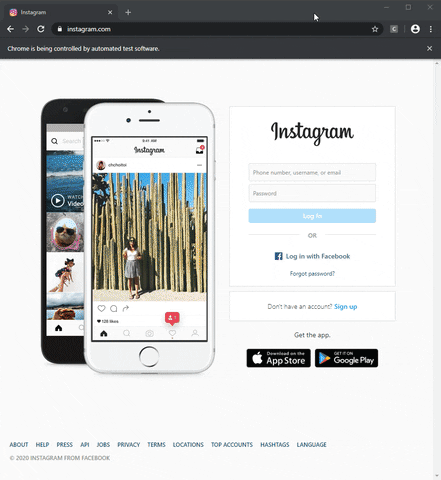 Instagram
instagram.com
Chrome is being controlled by automated test software.
Search
WATCH
Video
9:41 AM
Instagram
chchoitoi
128 likes
1
Instagram
Phone number, username, or email
Password
Log In
OR
Log in with Facebook
Forgot password?
Don't have an account? Sign up
Get the app.
Download on the
App Store
GET IT ON
Google Play
ABOUT HELP PRESS API JOBS PRIVACY TERMS LOCATIONS TOP ACCOUNTS HASHTAGS LANGUAGE
© 2020 INSTAGRAM FROM FACEBOOK